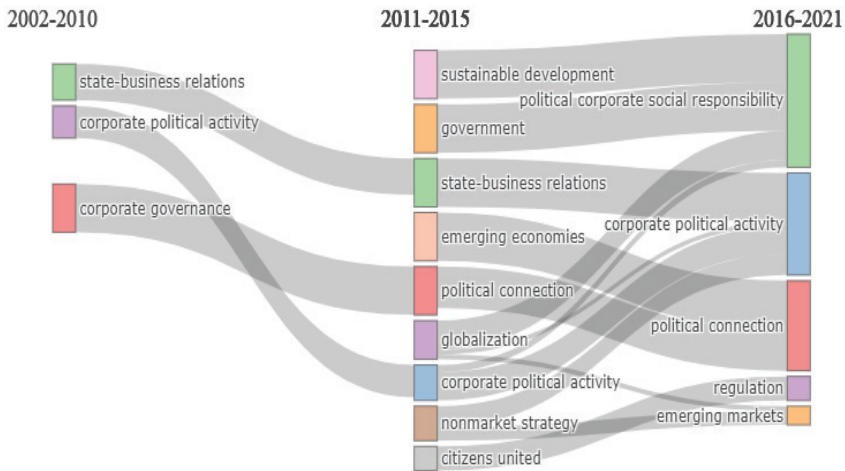 2002-2010
2011-2015
2016-2021
state-business relations
corporate political activity
corporate governance
sustainable development
government
state-business relations
emerging economies
political connection
globalization
corporate political activity
nonmarket strategy
citizens united
political corporate social responsibility
corporate political activity
political connection
regulation
emerging markets